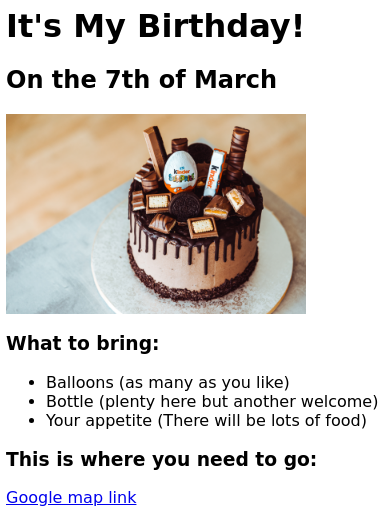 It's My Birthday!
On the 7th of March
Kinder
Kinder
What to bring:
Balloons (as many as you like)
Bottle (plenty here but another welcome)
Your appetite (There will be lots of food)
This is where you need to go:
Google map link